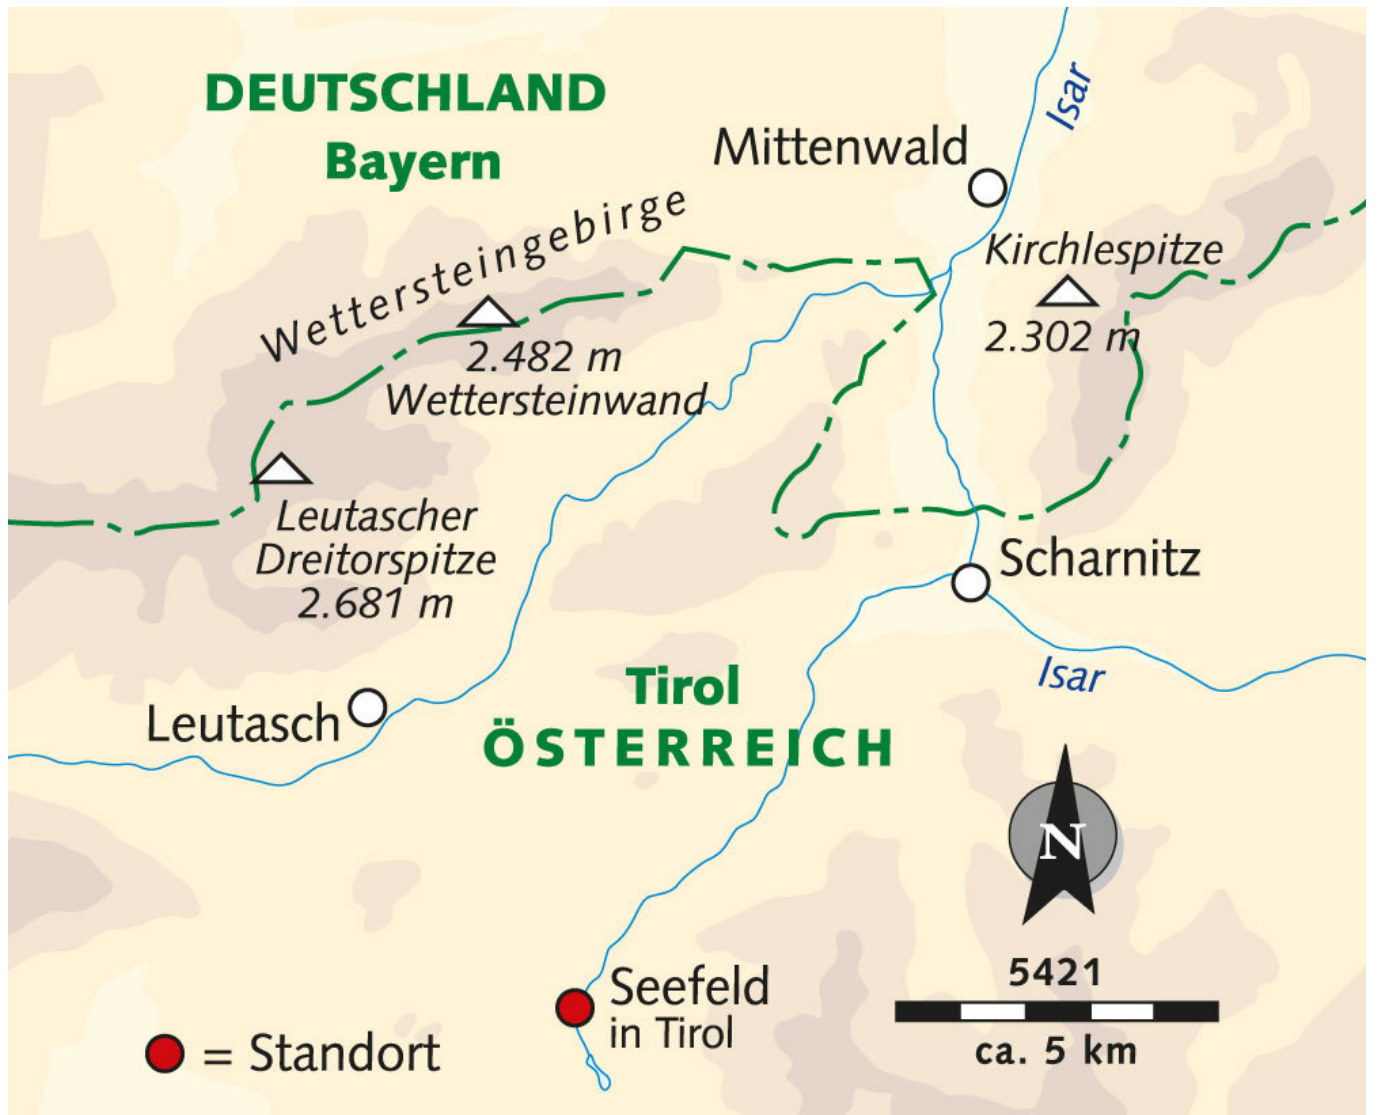 DEUTSCHLAND
Bayern
Isar
Mittenwald
Wettersteingebirge
Kirchlespitze
2.302 m
2.482 m
Wettersteinwand
Leutascher
Dreitorspitze
2.681 m
Scharnitz
Isar
Tirol
ÖSTERREICH
Leutasch
N
Seefeld
in Tirol
5421
ca. 5 km
= Standort